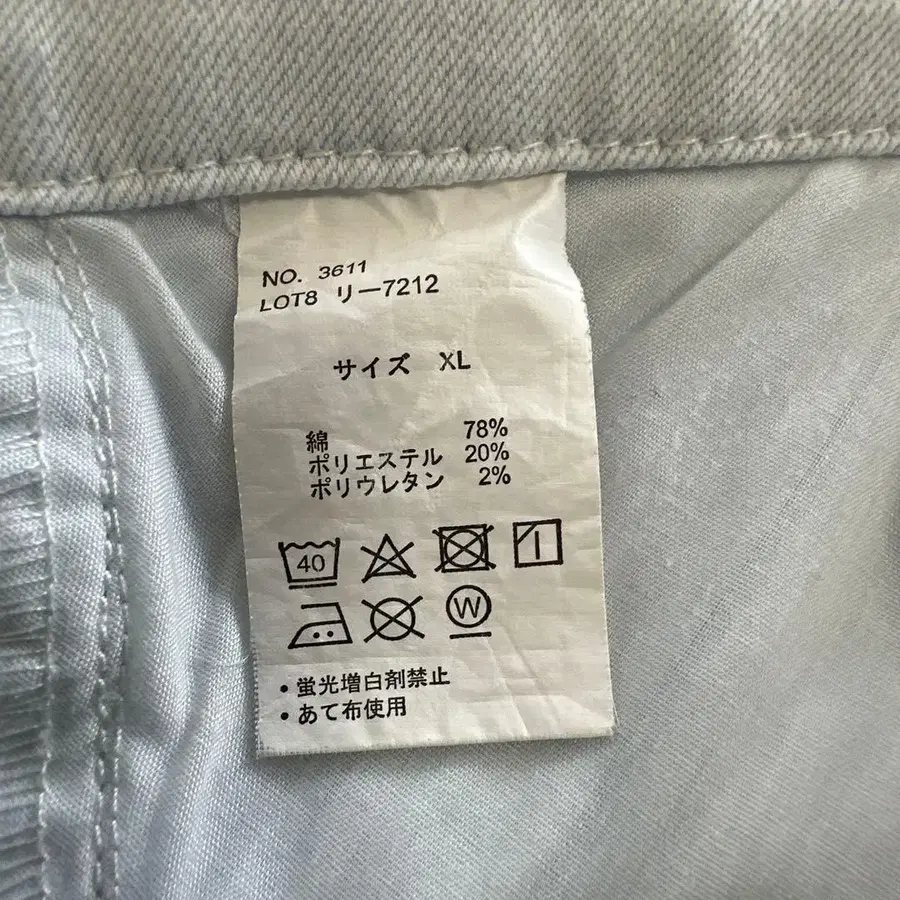 NO. 3611
LOT8 リー7212
サイズ XL
綿 78%
ポリエステル 20%
ポリウレタン 2%
40
W
・蛍光増白剤禁止
・あて布使用